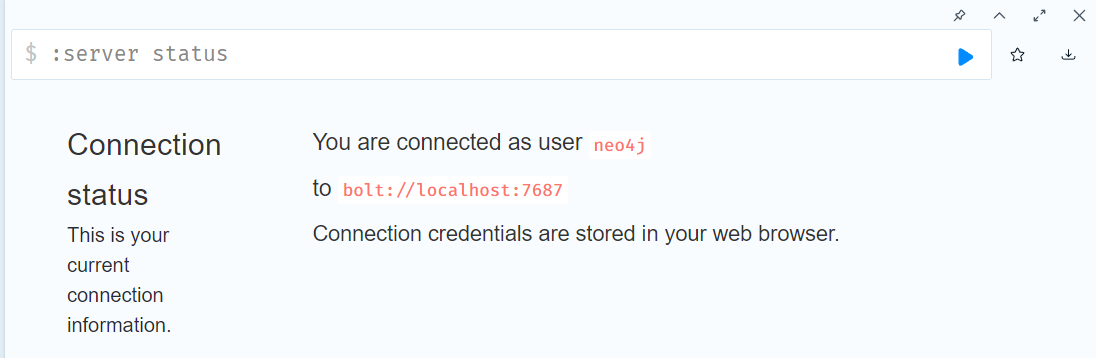 $ :server status
Connection
status
This is your
current
connection
information.
You are connected as user neo4j
to bolt://localhost:7687
Connection credentials are stored in your web browser.